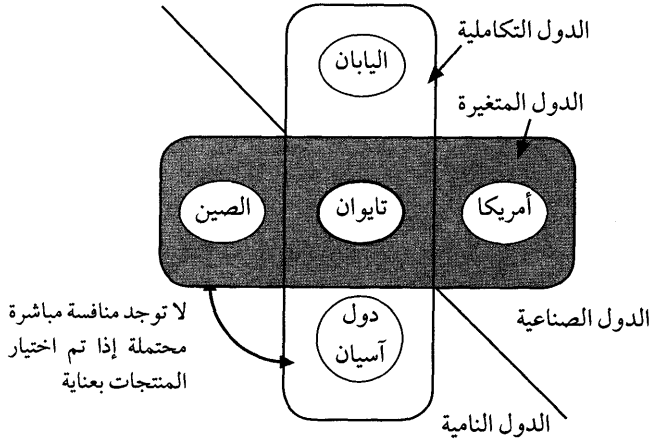 الدول التكاملية
اليابان
الدول المتغيرة
أمريكا
تايوان
الصين
لا توجد منافسة مباشرة
محتملة إذا تم اختيار
المنتجات بعناية
دول
آسيان
الدول الصناعية
الدول النامية